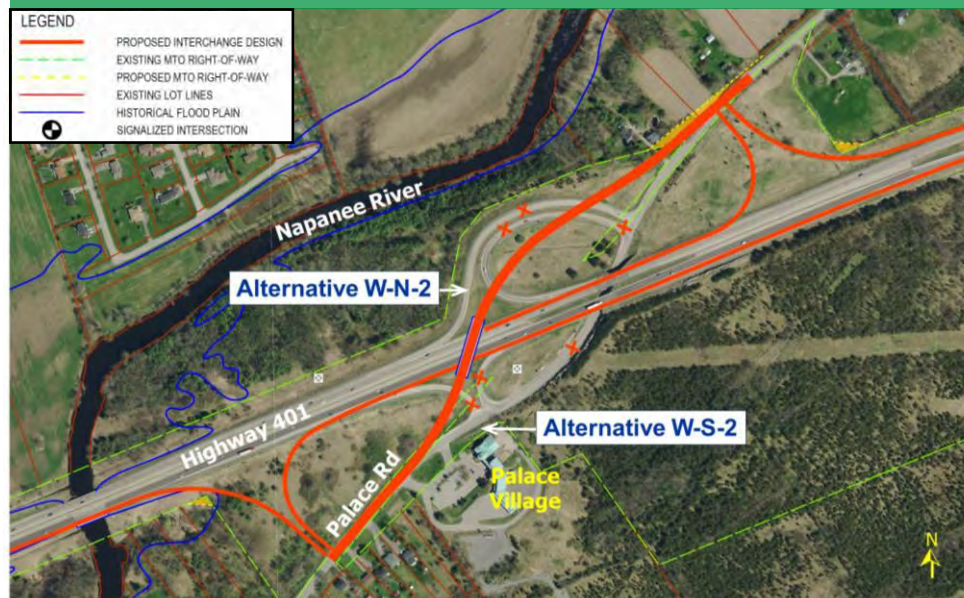 LEGEND
PROPOSED INTERCHANGE DESIGN
EXISTING MTO RIGHT-OF-WAY
PROPOSED MTO RIGHT-OF-WAY
EXISTING LOT LINES
HISTORICAL FLOOD PLAIN
SIGNALIZED INTERSECTION
Napanee River
Alternative W-N-2
Highway 401
Alternative W-S-2
Palace Rd
Palace
Village
N